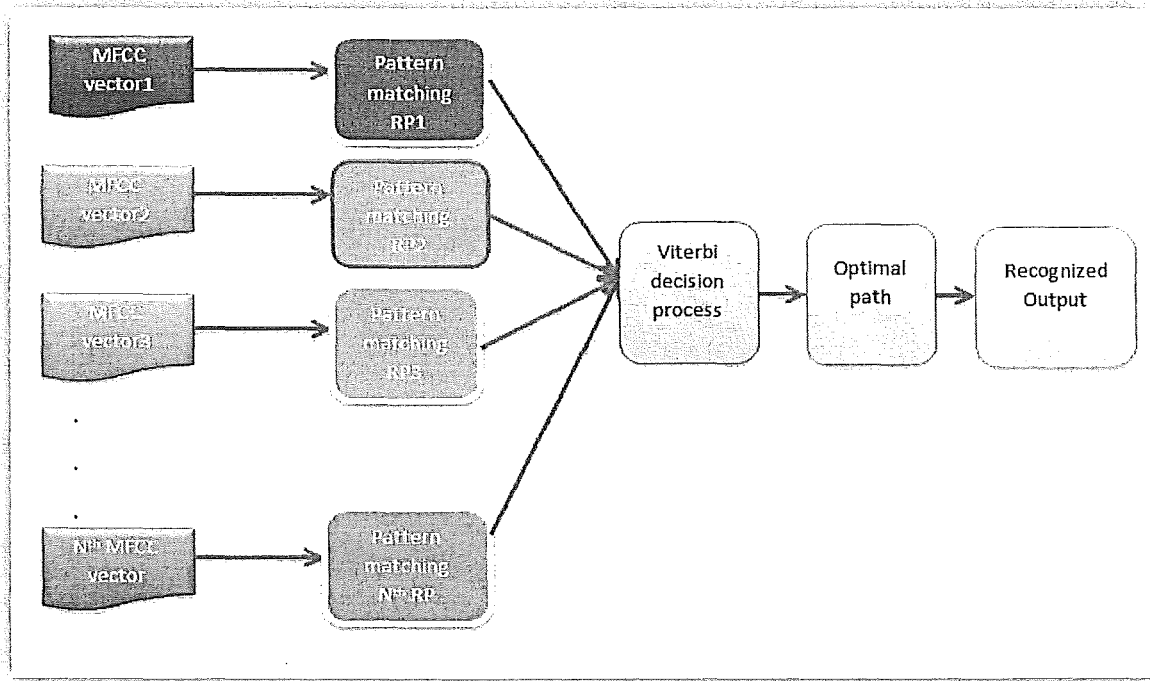 MFCC
vector1
Pattern
matching
RP1
MFCC
vector2
Pattern
matching
RP2
MFCC
vector3
Pattern
matching
RP3
.
.
.
Nth MFCC
vector
Pattern
matching
Nth RP
Viterbi
decision
process
Optimal
path
Recognized
Output